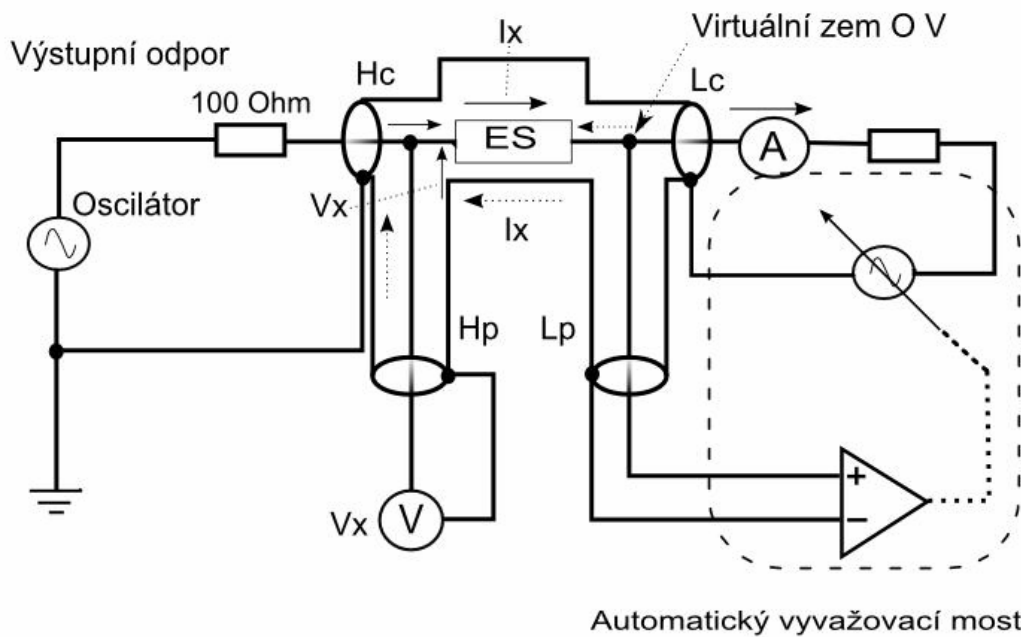 Ix
Virtuální zem O V
Výstupní odpor
Hc
Lc
100 Ohm
ES
A
Oscilátor
Vx
Ix
Hp
Lp
+
−
Vx
V
Automatický vyvažovací most